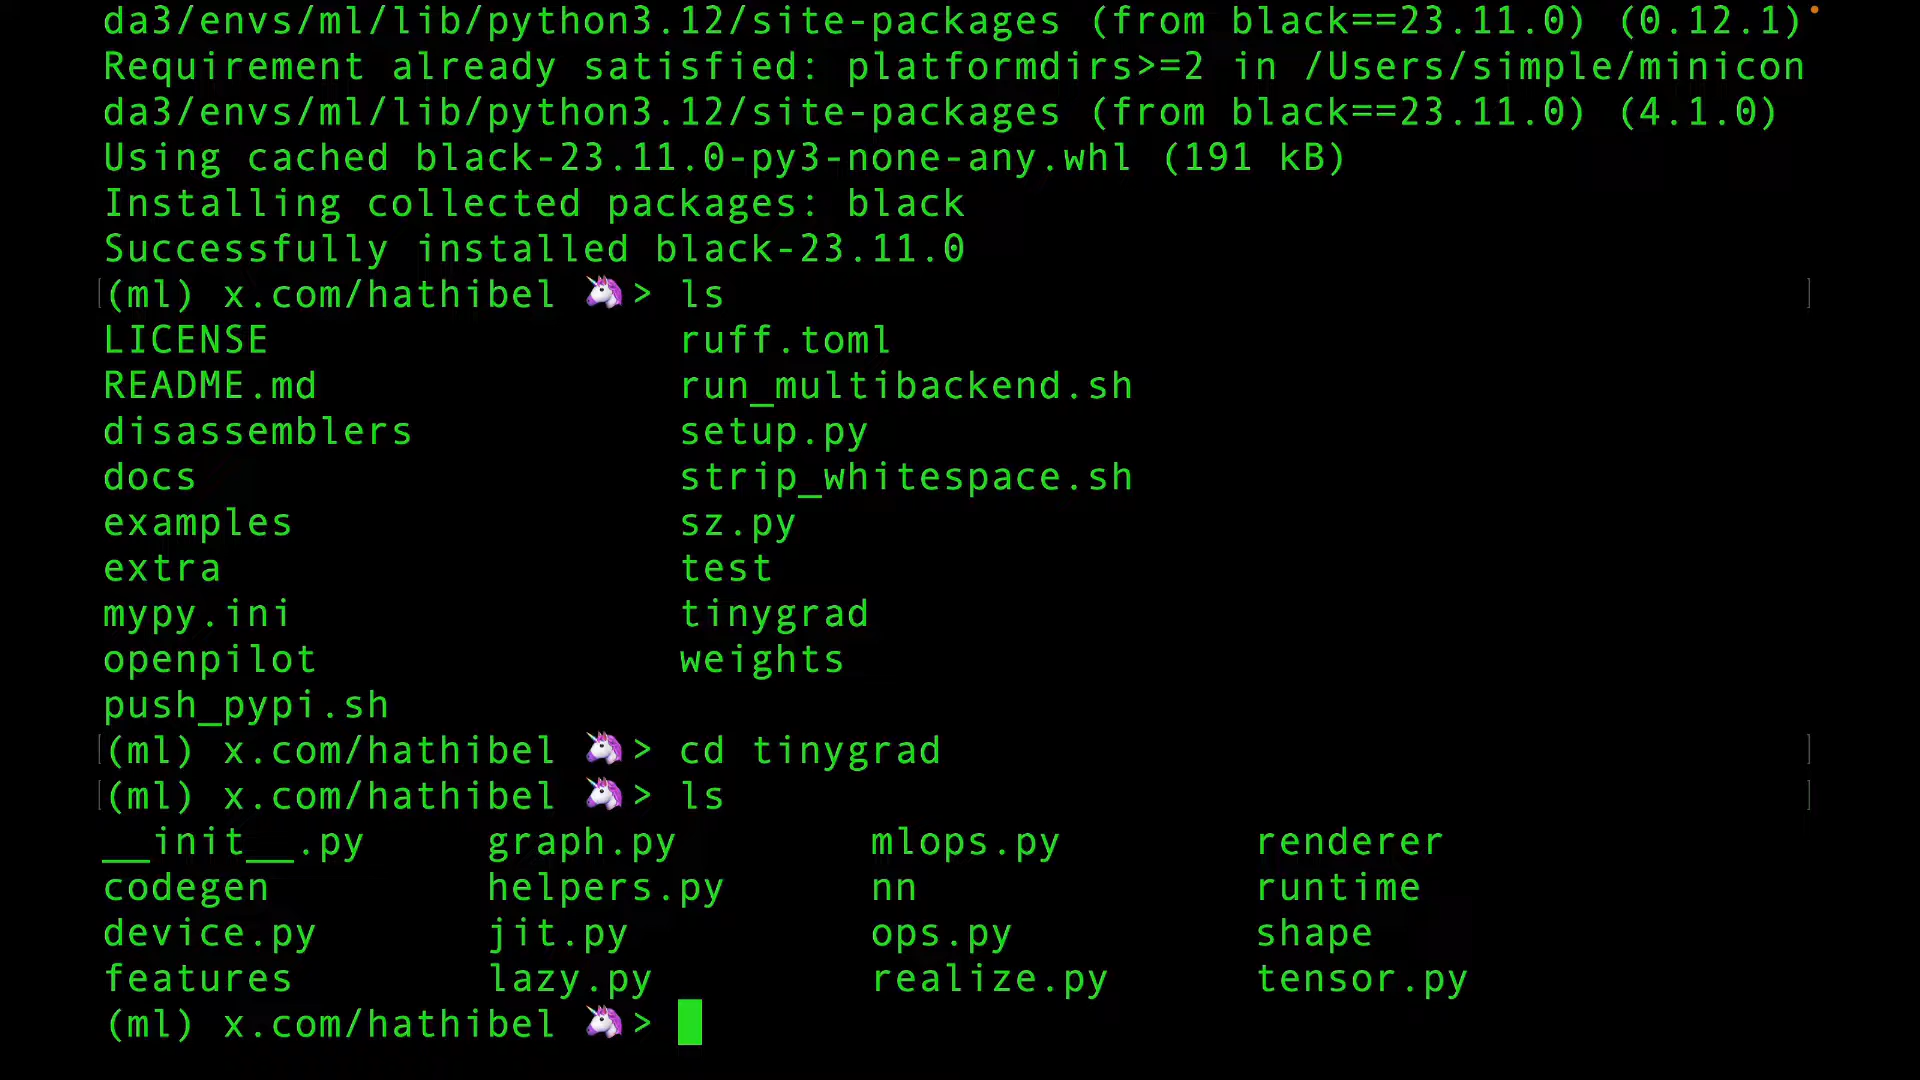 da3/envs/ml/lib/python3.12/site-packages (from black==23.11.0) (0.12.1)
Requirement already satisfied: platformdirs>=2 in /Users/simple/minicon
da3/envs/ml/lib/python3.12/site-packages (from black==23.11.0) (4.1.0)
Using cached black-23.11.0-py3-none-any.whl (191 kB)
Installing collected packages: black
Successfully installed black-23.11.0
[(ml) x.com/hathibel 🦄> ls ]
LICENSE ruff.toml
README.md run_multibackend.sh
disassemblers setup.py
docs strip_whitespace.sh
examples sz.py
extra test
mypy.ini tinygrad
openpilot weights
push_pypi.sh
[(ml) x.com/hathibel 🦄> cd tinygrad ]
[(ml) x.com/hathibel 🦄> ls ]
__init__.py graph.py mlops.py renderer
codegen helpers.py nn runtime
device.py jit.py ops.py shape
features lazy.py realize.py tensor.py
(ml) x.com/hathibel 🦄>